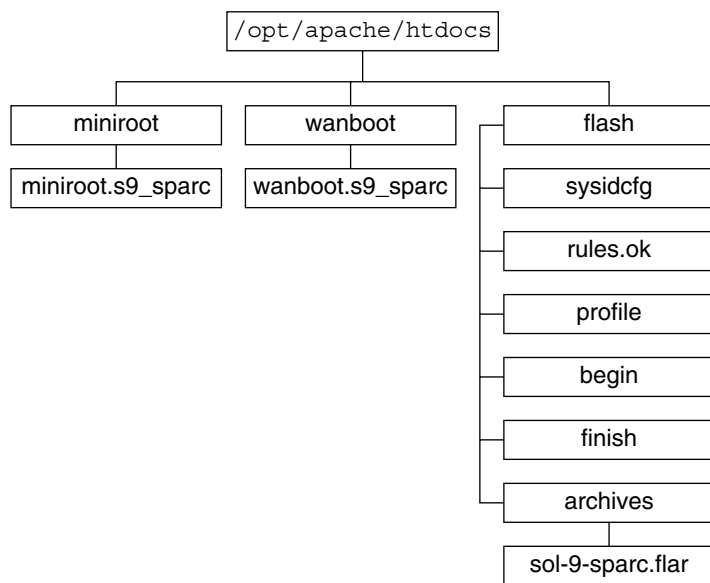 /opt/apache/htdocs
miniroot
wanboot
flash
miniroot.s9_sparc
wanboot.s9_sparc
sysidcfg
rules.ok
profile
begin
finish
archives
sol-9-sparc.flar